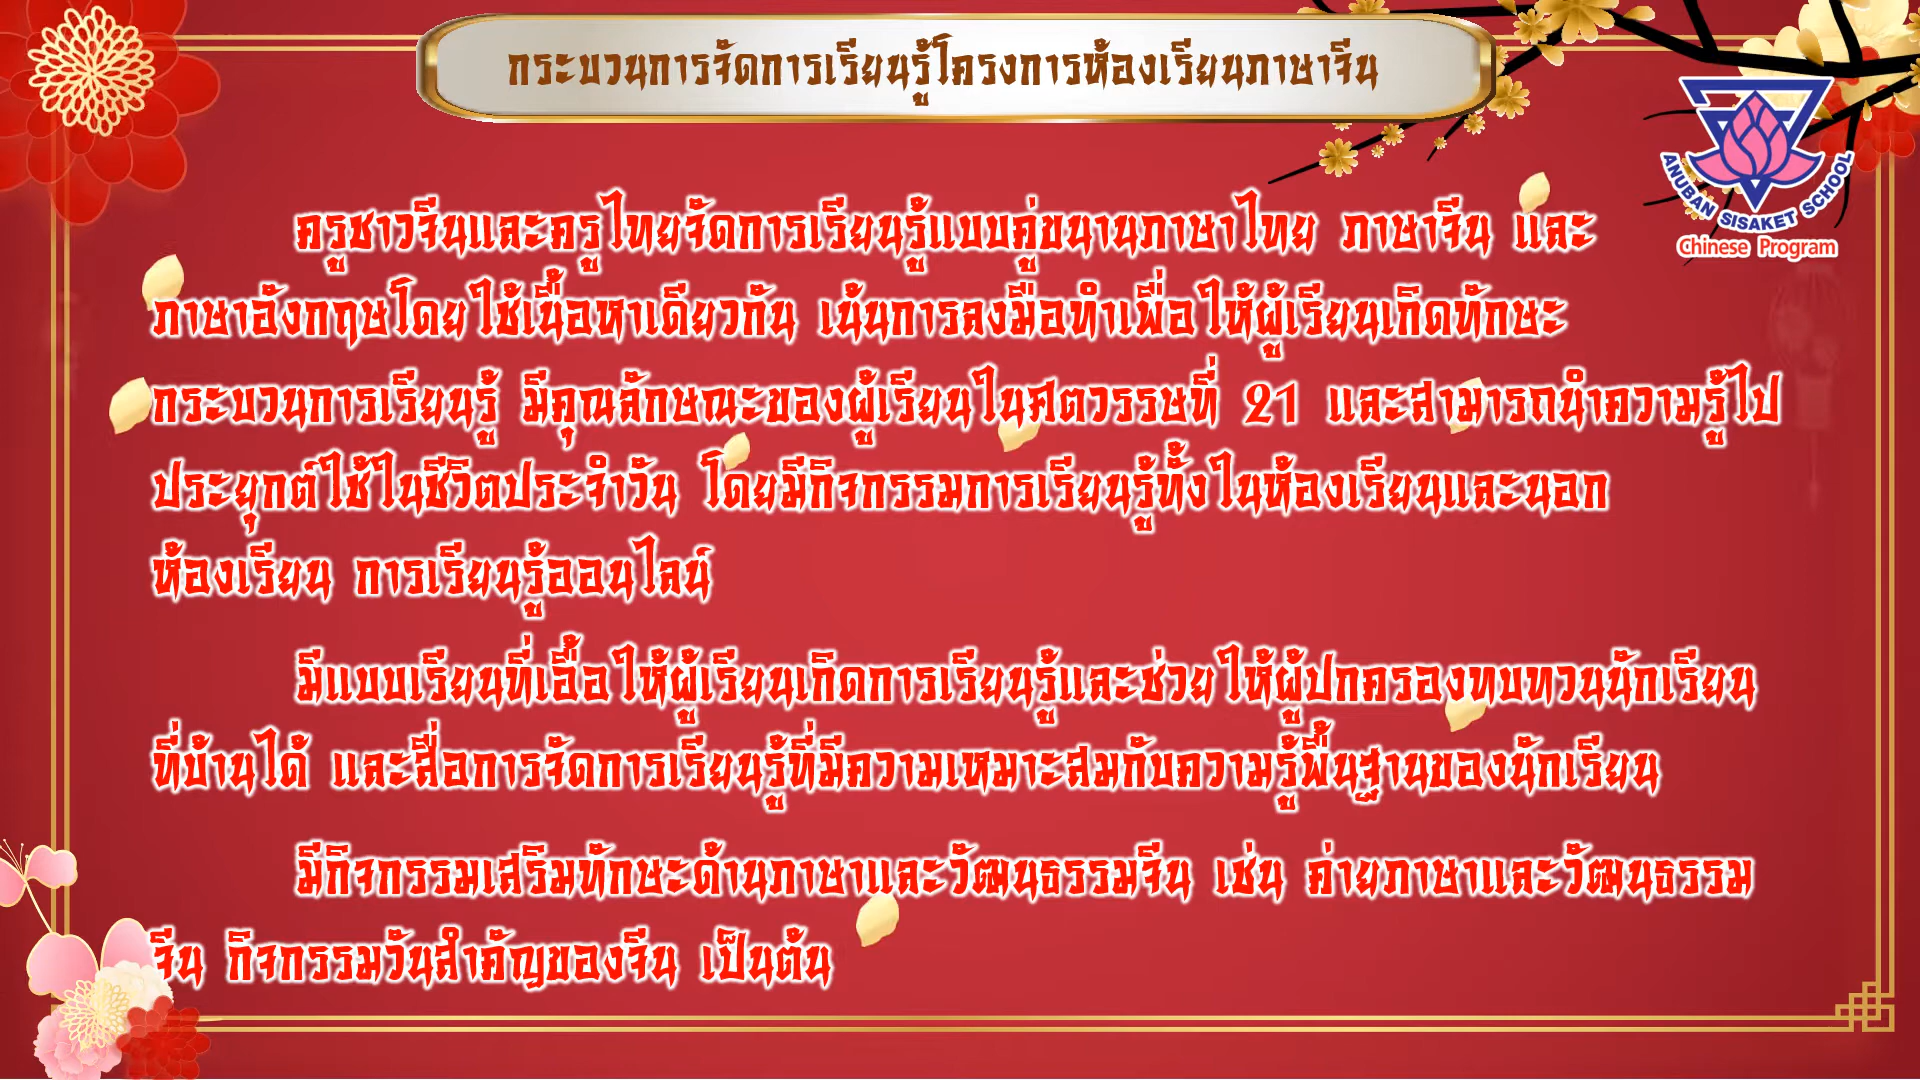 กระบวนการจัดการเรียนรู้โครงการห้องเรียนภาษาจีน
ANUBAN SISAKET SCHOOL
Chinese Program
ครูชาวจีนและครูไทยจัดการเรียนรู้แบบคู่ขนานภาษาไทย ภาษาจีน และ
ภาษาอังกฤษโดยใช้เนื้อหาเดียวกัน เน้นการลงมือทำเพื่อให้ผู้เรียนเกิดทักษะ
กระบวนการเรียนรู้ มีคุณลักษณะของผู้เรียนในศตวรรษที่ 21 และสามารถนำความรู้ไป
ประยุกต์ใช้ในชีวิตประจำวัน โดยมีกิจกรรมการเรียนรู้ทั้งในห้องเรียนและนอก
ห้องเรียน การเรียนรู้ออนไลน์
มีแบบเรียนที่เอื้อให้ผู้เรียนเกิดการเรียนรู้และช่วยให้ผู้ปกครองทบทวนนักเรียน
ที่บ้านได้ และสื่อการจัดการเรียนรู้ที่มีความเหมาะสมกับความรู้พื้นฐานของนักเรียน
มีกิจกรรมเสริมทักษะด้านภาษาและวัฒนธรรมจีน เช่น ค่ายภาษาและวัฒนธรรม
จีน กิจกรรมวันสำคัญของจีน เป็นต้น